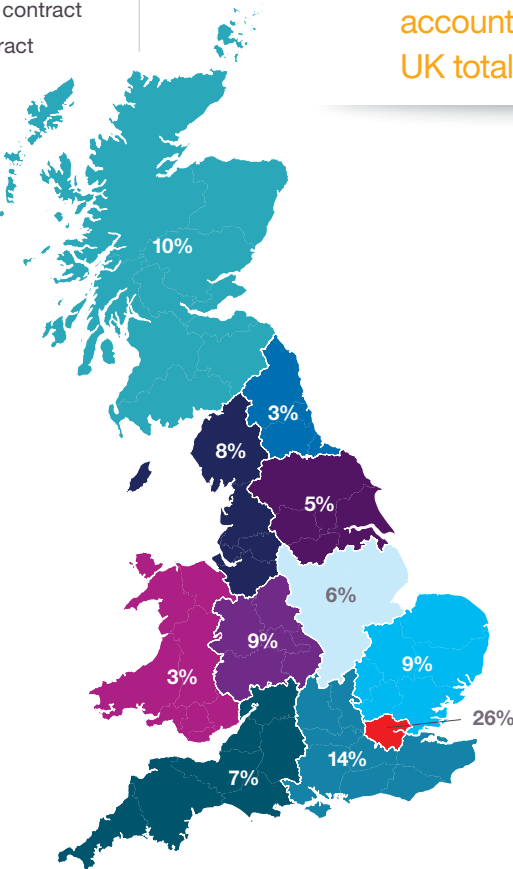 contract
ract
account
UK total
10%
3%
8%
5%
6%
9%
9%
3%
26%
14%
7%